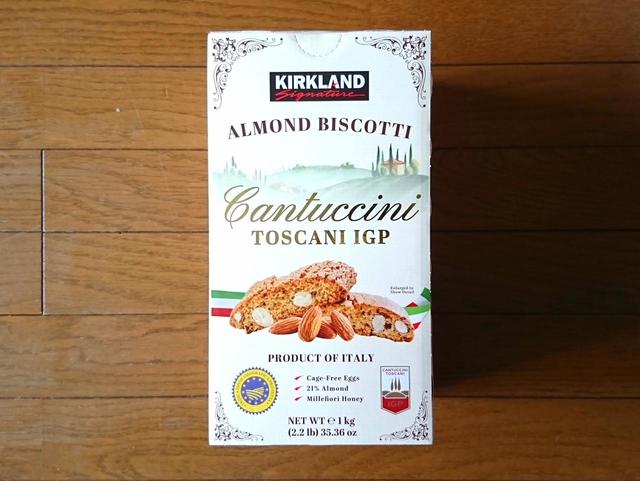 KIRKLAND
Signature
ALMOND BISCOTTI
Cantuccini
TOSCANI IGP
Enlarged to
Show Detail
PRODUCT OF ITALY
Cage-Free Eggs
21% Almond
Millefiori Honey
CANTUCCINI
TOSCANI
IGP
NET WT ℮ 1 kg
(2.2 lb) 35.36 oz